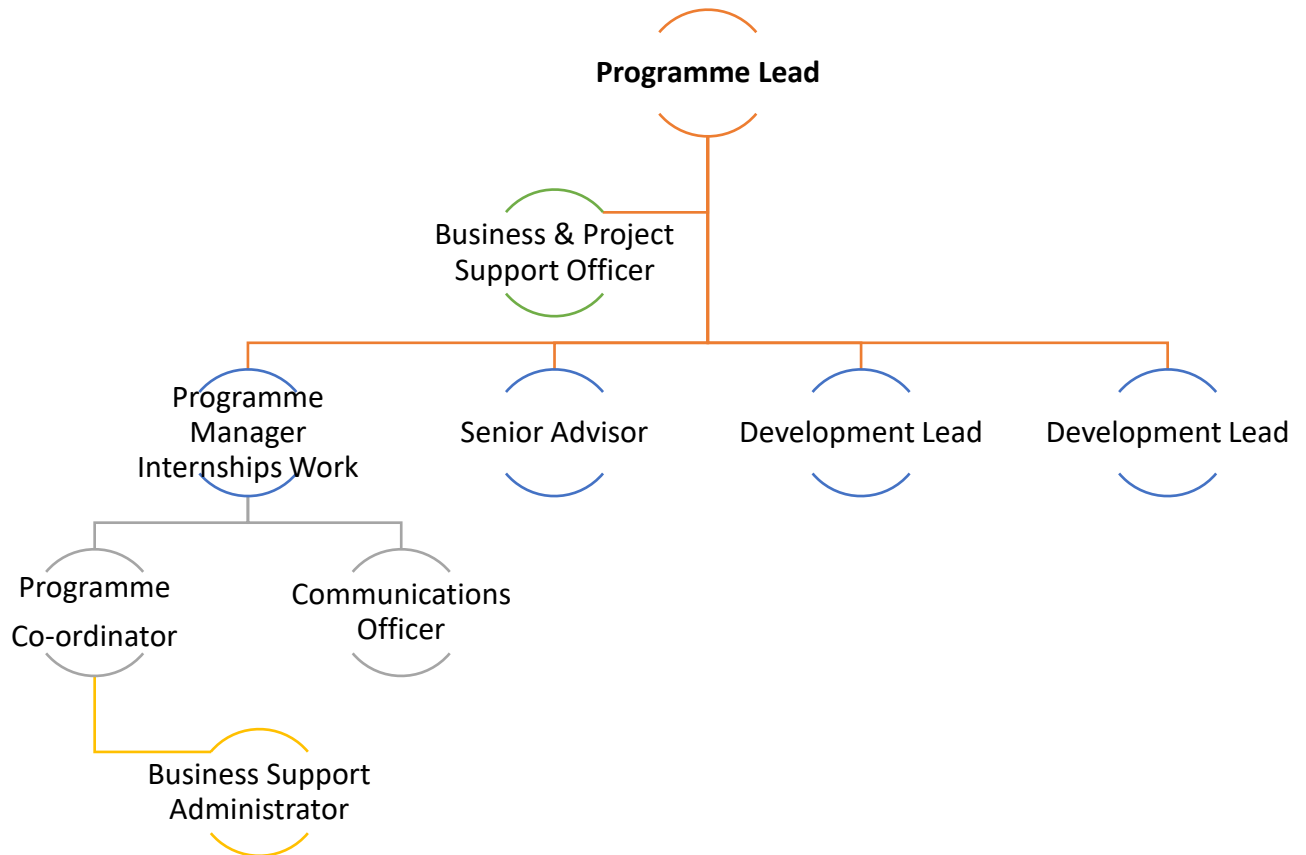 Programme Lead
Business & Project
Support Officer
Programme
Manager
Internships Work
Senior Advisor
Development Lead
Development Lead
Programme
Co-ordinator
Communications
Officer
Business Support
Administrator